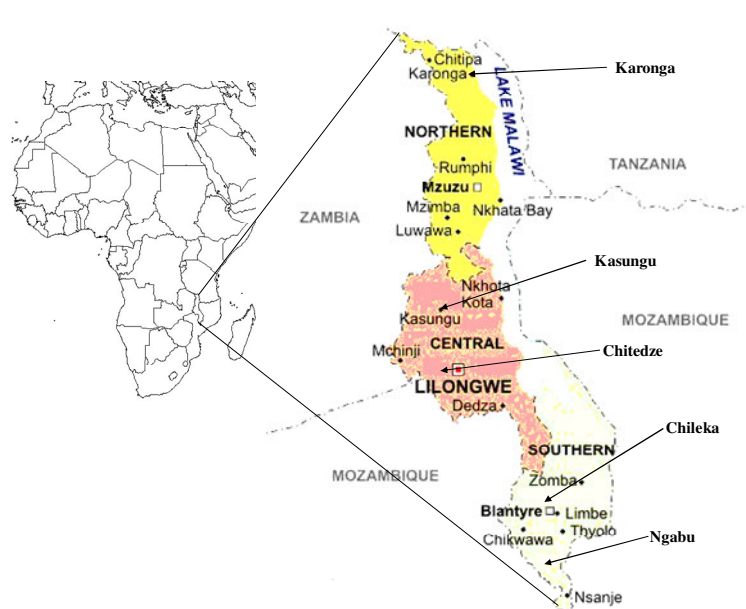 Chitipa
Karonga
Karonga
LAKE MALAWI
NORTHERN
TANZANIA
Rumphi
Mzuzu
Mzimba
Nkhata Bay
ZAMBIA
Luwawa
Kasungu
Nkhota
Kota
Kasungu
MOZAMBIQUE
CENTRAL
Mchinji
Chitedze
LILONGWE
Dedza
Chileka
SOUTHERN
MOZAMBIQUE
Zomba
Blantyre
Limbe
Chikwawa
Thyolo
Ngabu
Nsanje